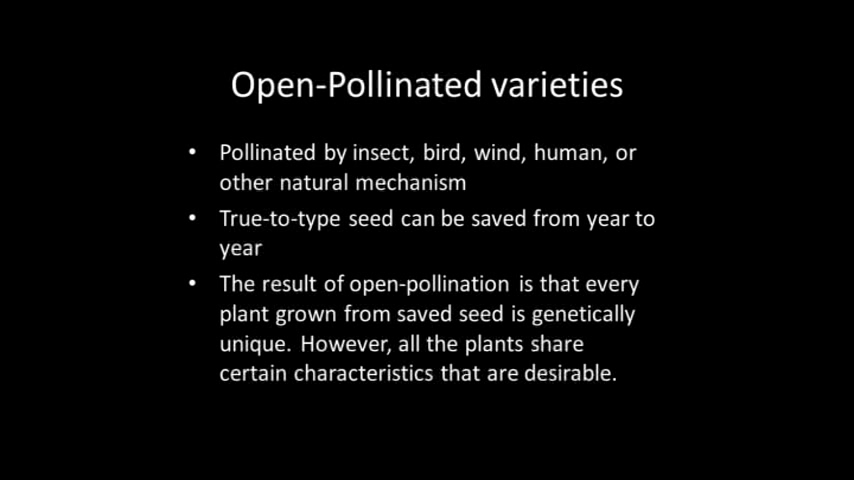 Open-Pollinated varieties
• Pollinated by insect, bird, wind, human, or
other natural mechanism
• True-to-type seed can be saved from year to
year
• The result of open-pollination is that every
plant grown from saved seed is genetically
unique. However, all the plants share
certain characteristics that are desirable.